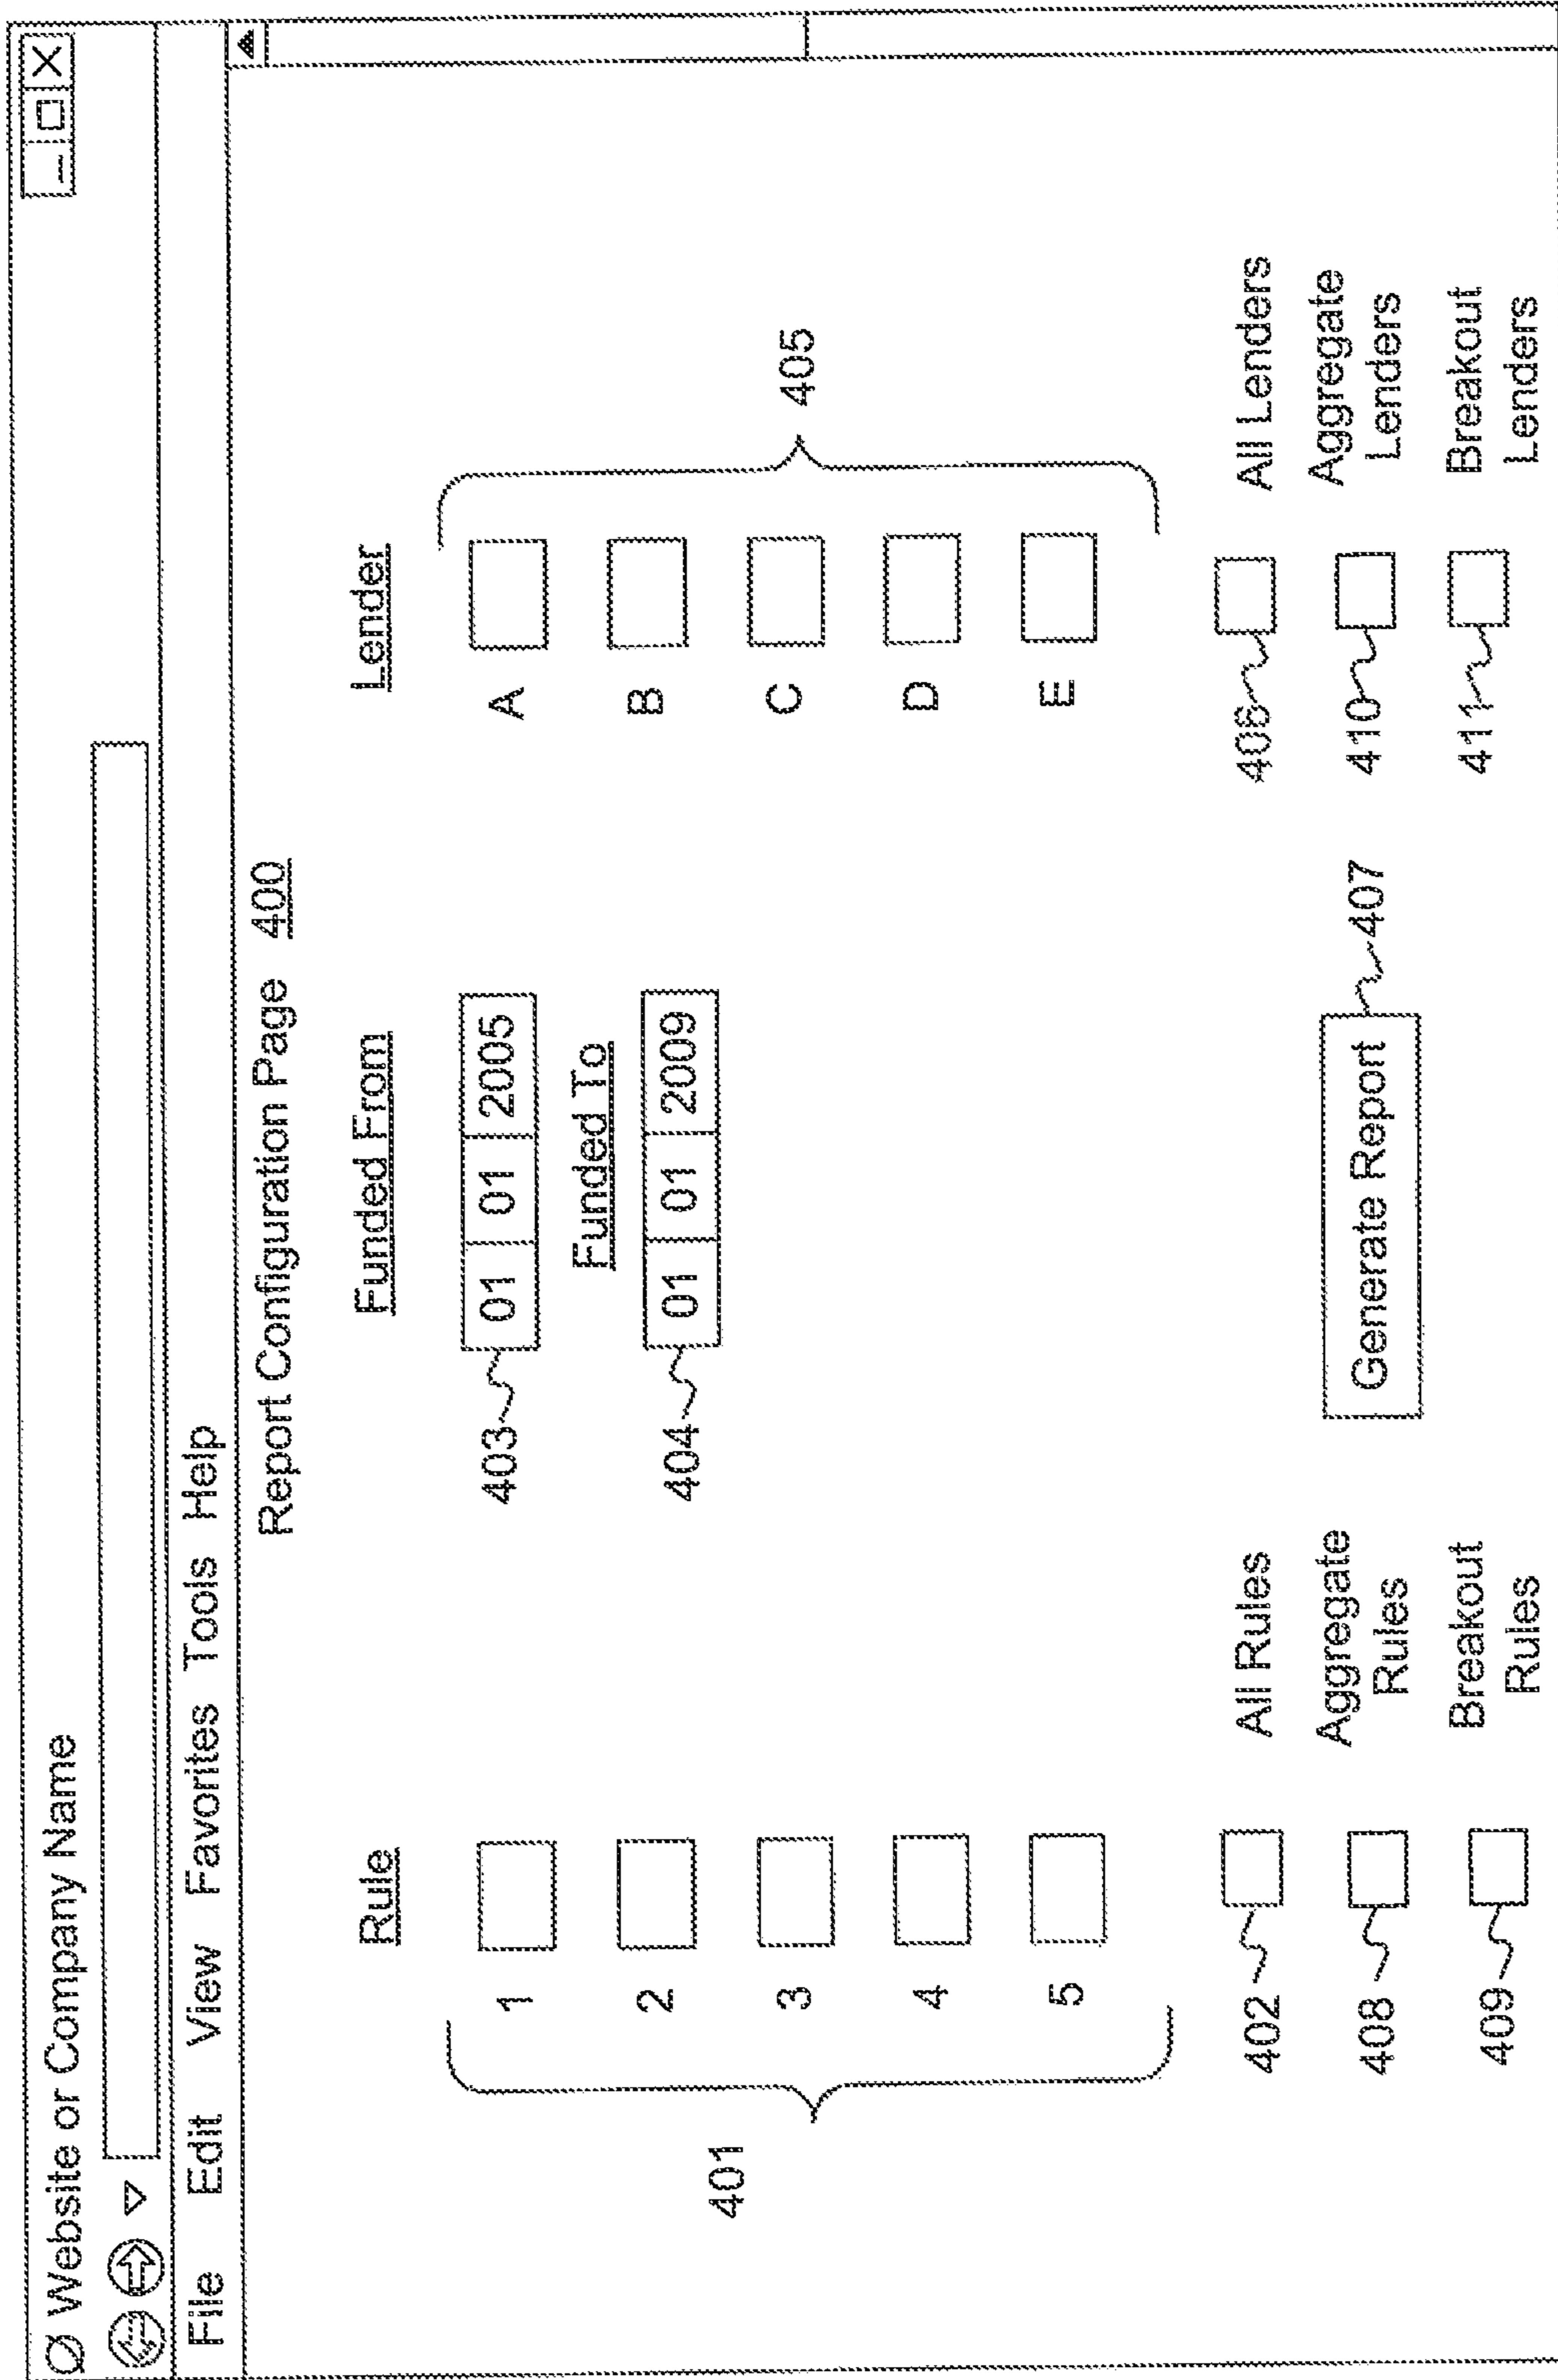 Ø Website or Company Name
File Edit View Favorites Tools Help
Report Configuration Page 400
Rule
Funded From
Lender
401
1
2
3
4
5
403
01 01 2005
Funded To
404
01 01 2009
A
B
C
D
E
405
402
All Rules
408
Aggregate
Rules
409
Breakout
Rules
Generate Report
407
406
All Lenders
410
Aggregate
Lenders
411
Breakout
Lenders